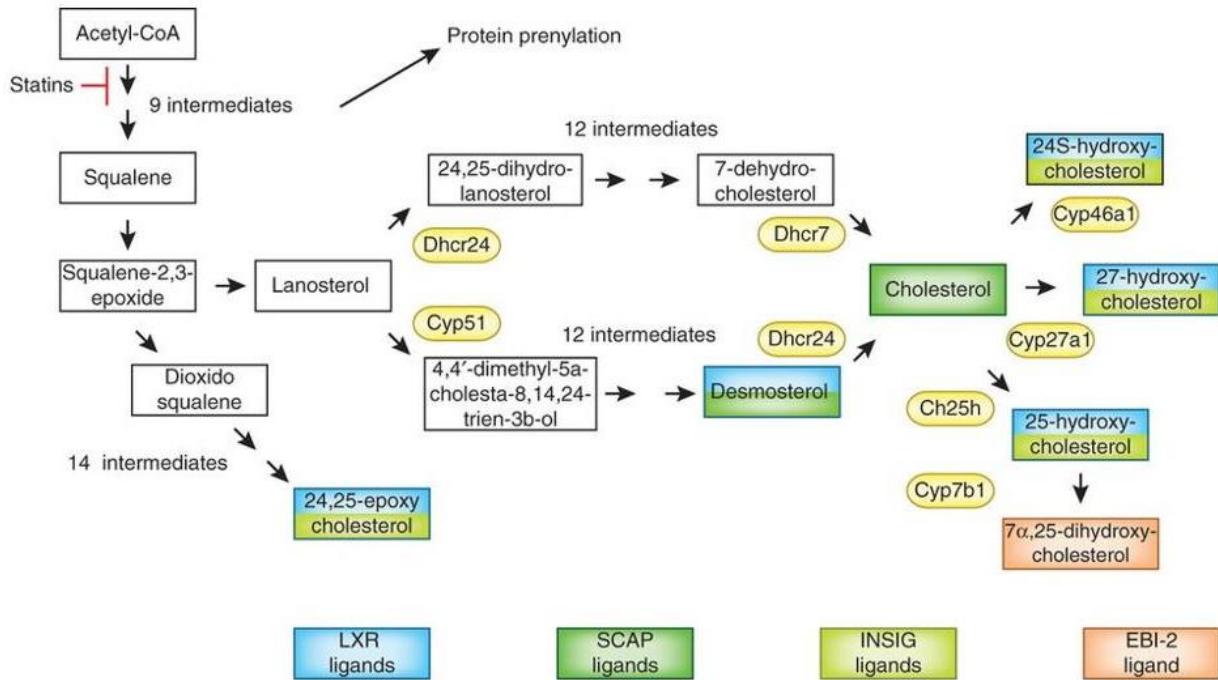 Acetyl-CoA
Protein prenylation
Statins
9 intermediates
12 intermediates
24S-hydroxy-
cholesterol
Squalene
24,25-dihydro-
lanosterol
7-dehydro-
cholesterol
Cyp46a1
Dhcr24
Dhcr7
Squalene-2,3-
epoxide
Lanosterol
Cholesterol
27-hydroxy-
cholesterol
Cyp51
12 intermediates
Dhcr24
Cyp27a1
Dioxido
squalene
4,4′-dimethyl-5a-
cholesta-8,14,24-
trien-3b-ol
Desmosterol
Ch25h
25-hydroxy-
cholesterol
14 intermediates
Cyp7b1
24,25-epoxy
cholesterol
7α,25-dihydroxy-
cholesterol
LXR
ligands
SCAP
ligands
INSIG
ligands
EBI-2
ligand